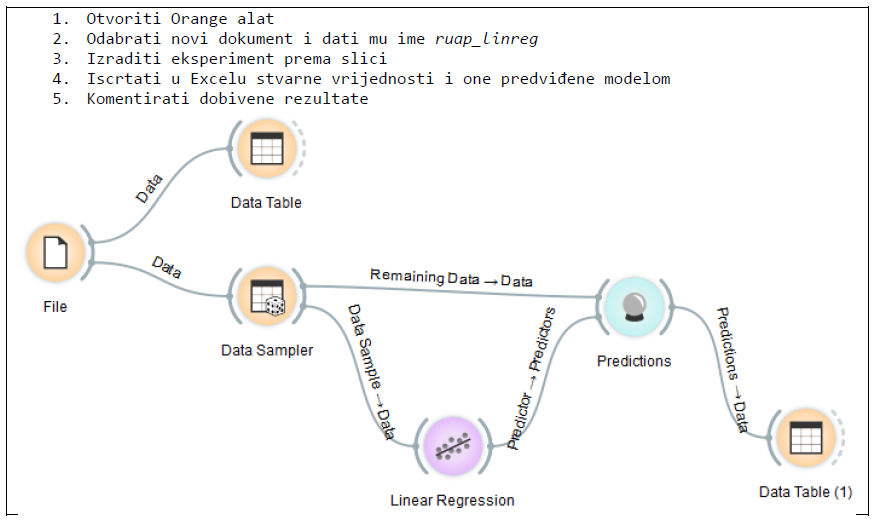 1. Otvoriti Orange alat
2. Odabrati novi dokument i dati mu ime ruap_linreg
3. Izraditi eksperiment prema slici
4. Iscrtati u Excelu stvarne vrijednosti i one predviđene modelom
5. Komentirati dobivene rezultate
Data
Data Table
Data
File
Remaining Data → Data
Data Sampler
Data Sample → Data
Predictor → Predictors
Predictions
Predictions → Data
Linear Regression
Data Table (1)